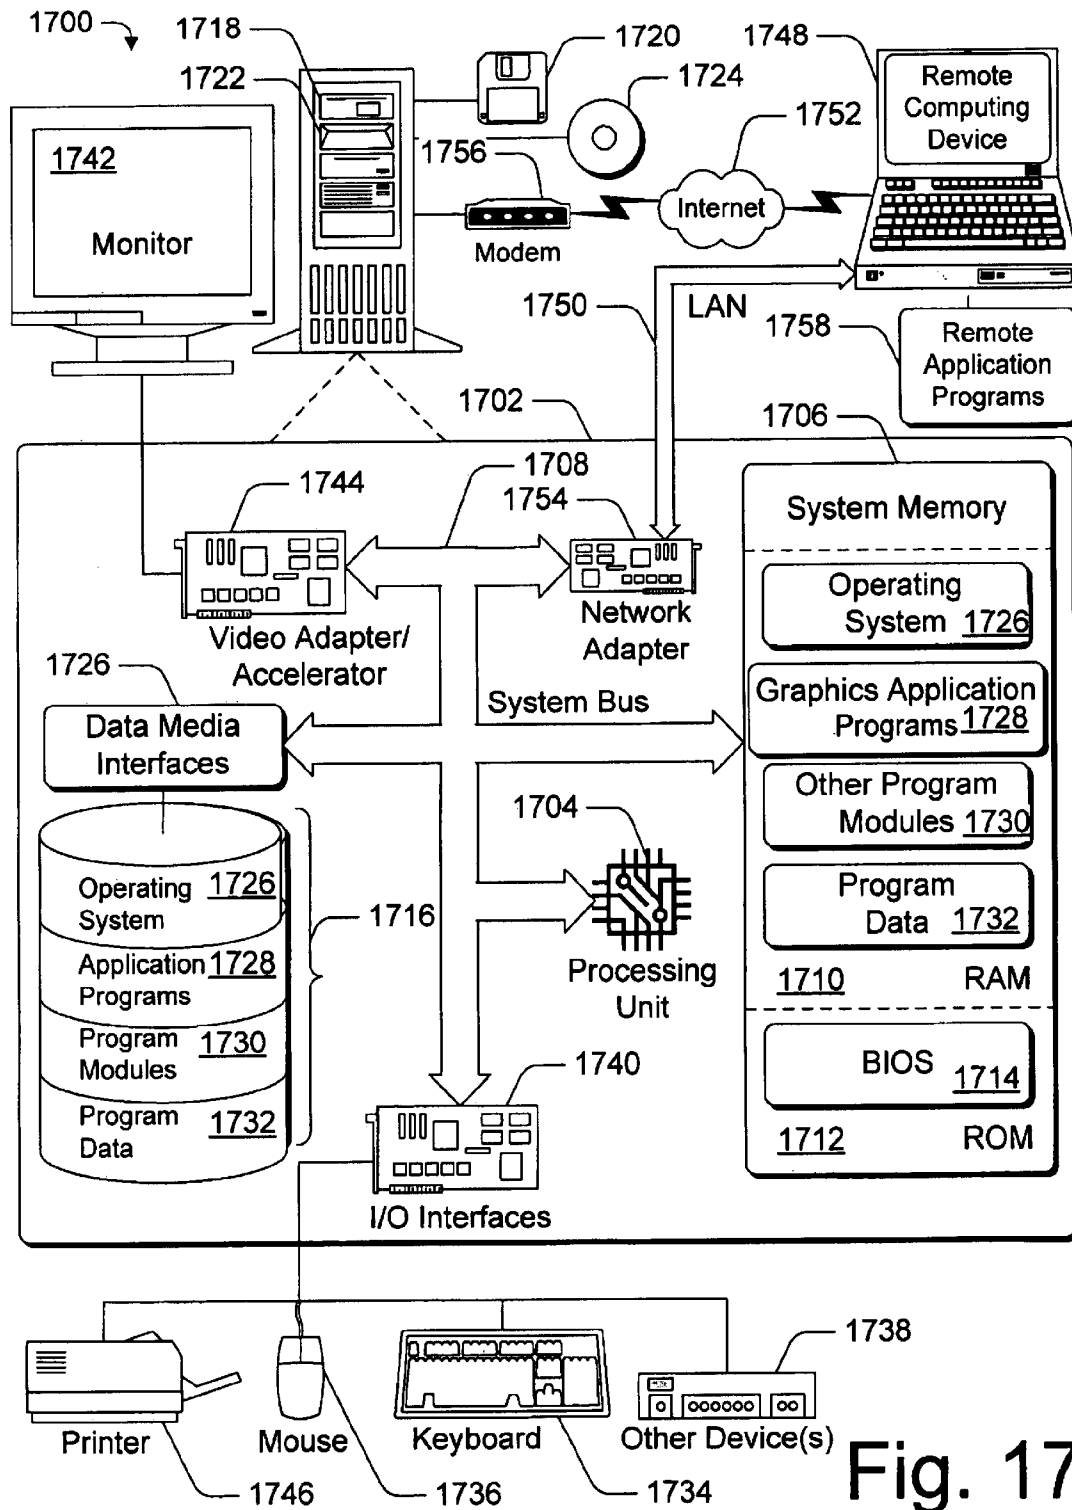 1700
1718
1722
1720
1724
1748
1752
1756
Remote
Computing
Device
1742
Monitor
Modem
Internet
1750
LAN
1758
Remote
Application
Programs
1702
1706
1708
1744
1754
System Memory
Operating
System 1726
Video Adapter/
Accelerator
Network
Adapter
1726
Data Media
Interfaces
System Bus
Graphics Application
Programs 1728
Other Program
Modules 1730
1704
Operating 1726
System
1716
Program
Data 1732
Application 1728
Programs
Processing
Unit
1710 RAM
Program 1730
Modules
1740
BIOS 1714
Program 1732
Data
1712 ROM
I/O Interfaces
1738
Printer
Mouse
Keyboard
Other Device(s)
1746
1736
1734
Fig. 17